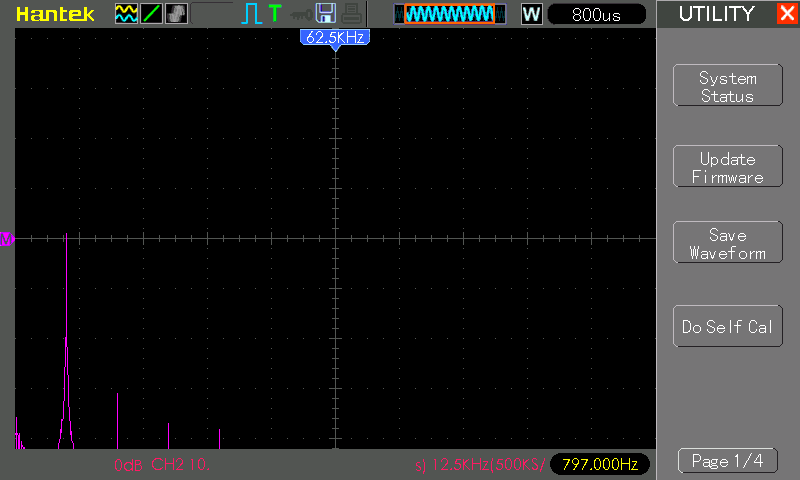 Hantek T W 800us UTILITY
62.5KHz
System
Status
Update
Firmware
Save
Waveform
M
Do Self Cal
0dB CH2 10. s) 12.5KHz(500KS/ 797.000Hz
Page 1/4